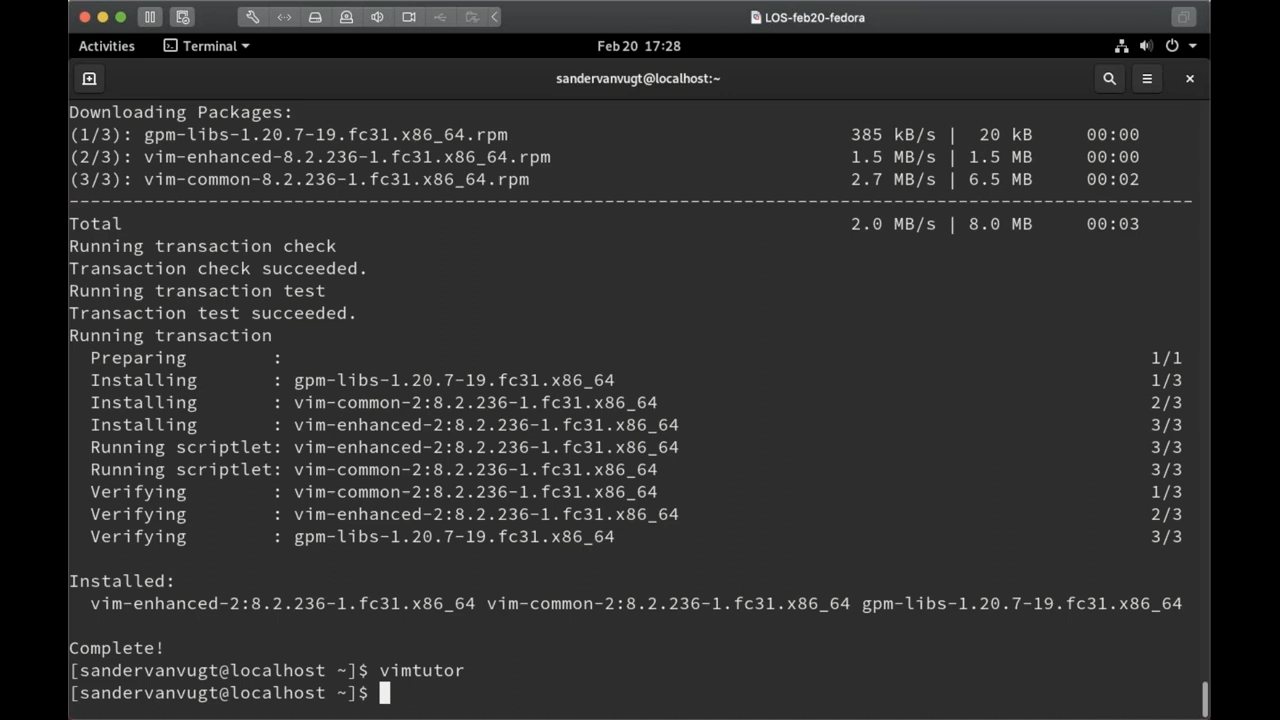 LOS-feb20-fedora
Activities Terminal Feb 20 17:28
sandervanvugt@localhost:~
Downloading Packages:
(1/3): gpm-libs-1.20.7-19.fc31.x86_64.rpm 385 kB/s | 20 kB 00:00
(2/3): vim-enhanced-8.2.236-1.fc31.x86_64.rpm 1.5 MB/s | 1.5 MB 00:00
(3/3): vim-common-8.2.236-1.fc31.x86_64.rpm 2.7 MB/s | 6.5 MB 00:02
--------------------------------------------------------------------------------
Total 2.0 MB/s | 8.0 MB 00:03
Running transaction check
Transaction check succeeded.
Running transaction test
Transaction test succeeded.
Running transaction
Preparing : 1/1
Installing : gpm-libs-1.20.7-19.fc31.x86_64 1/3
Installing : vim-common-2:8.2.236-1.fc31.x86_64 2/3
Installing : vim-enhanced-2:8.2.236-1.fc31.x86_64 3/3
Running scriptlet: vim-enhanced-2:8.2.236-1.fc31.x86_64 3/3
Running scriptlet: vim-common-2:8.2.236-1.fc31.x86_64 3/3
Verifying : vim-common-2:8.2.236-1.fc31.x86_64 1/3
Verifying : vim-enhanced-2:8.2.236-1.fc31.x86_64 2/3
Verifying : gpm-libs-1.20.7-19.fc31.x86_64 3/3
Installed:
vim-enhanced-2:8.2.236-1.fc31.x86_64 vim-common-2:8.2.236-1.fc31.x86_64 gpm-libs-1.20.7-19.fc31.x86_64
Complete!
[sandervanvugt@localhost ~]$ vimtutor
[sandervanvugt@localhost ~]$